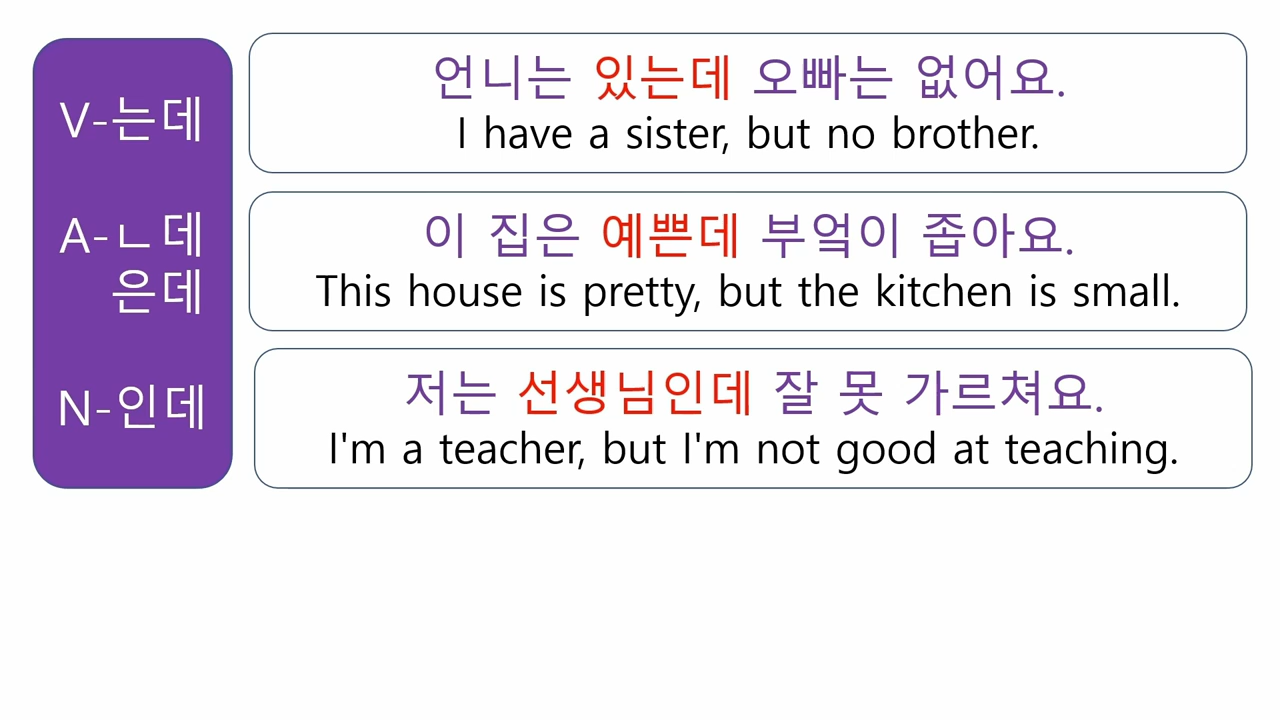 V-는데
언니는 있는데 오빠는 없어요.
I have a sister, but no brother.
A-ㄴ데
은데
이 집은 예쁜데 부엌이 좁아요.
This house is pretty, but the kitchen is small.
N-인데
저는 선생님인데 잘 못 가르쳐요.
I'm a teacher, but I'm not good at teaching.